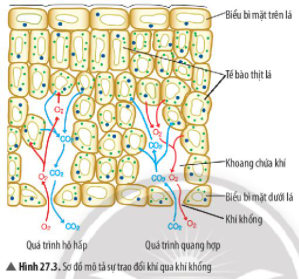 Biểu bì mặt trên lá
Tế bào thịt lá
O₂
O₂
CO₂
CO₂
O₂
O₂
CO₂
CO₂
Khoang chứa khí
Biểu bì mặt dưới lá
Khí khổng
O₂
CO₂
CO₂
O₂
Quá trình hô hấp
Quá trình quang hợp
▲ Hình 27.3. Sơ đồ mô tả sự trao đổi khí qua khí khổng